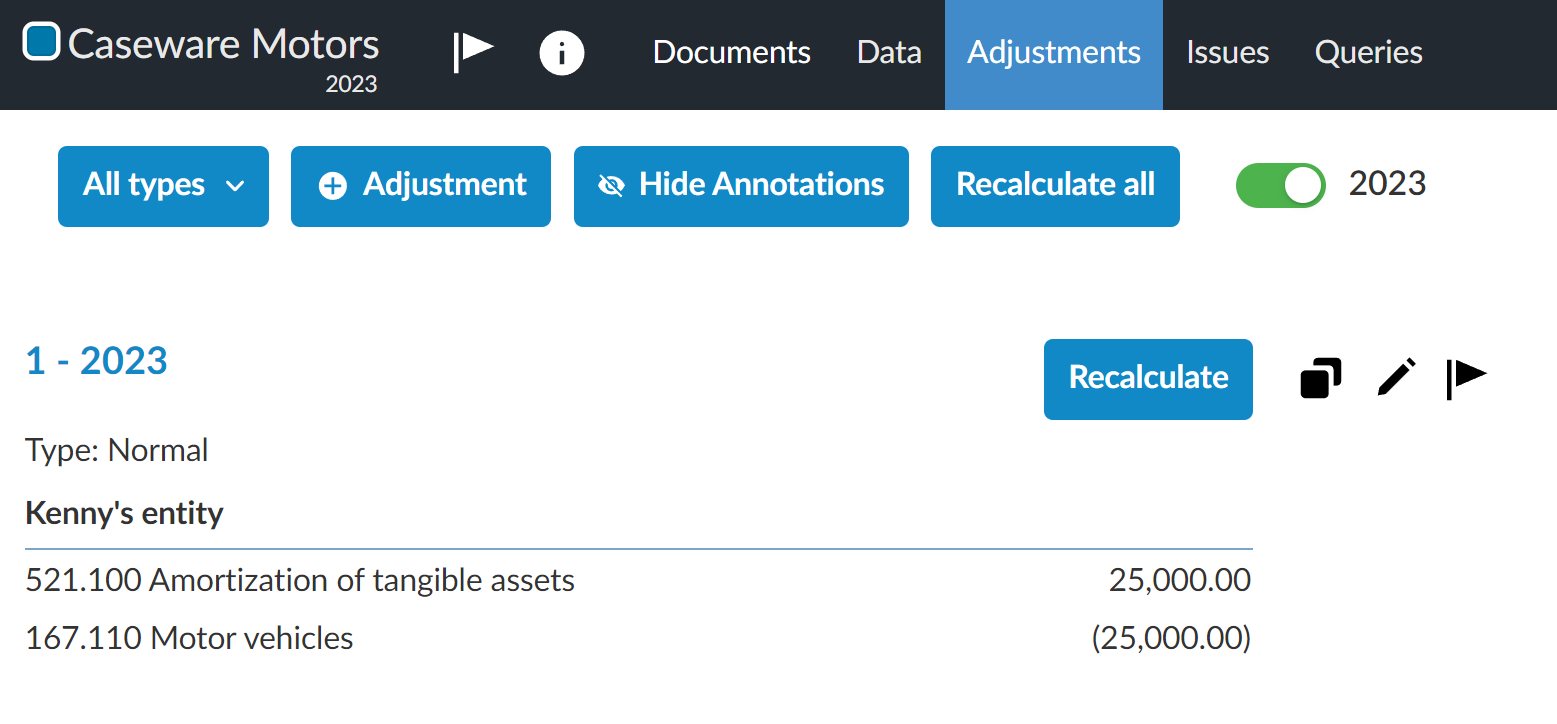 Caseware Motors
2023
Documents Data Adjustments Issues Queries
All types Adjustment Hide Annotations Recalculate all 2023
1 - 2023 Recalculate
Type: Normal
Kenny's entity
521.100 Amortization of tangible assets 25,000.00
167.110 Motor vehicles (25,000.00)